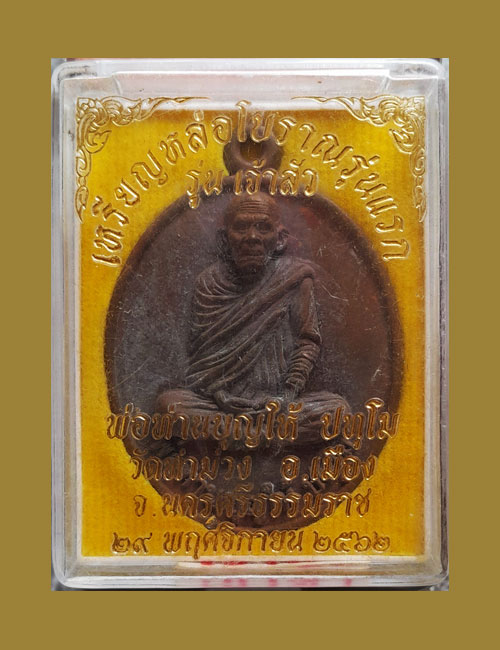 เหรียญหล่อโบราณรุ่นแรก
รุ่น เจ้าสัว
พ่อท่านบุญให้ ปทุโม
วัดท่าม่วง อ.เมือง
จ.นครศรีธรรมราช
๒๙ พฤศจิกายน ๒๕๖๒